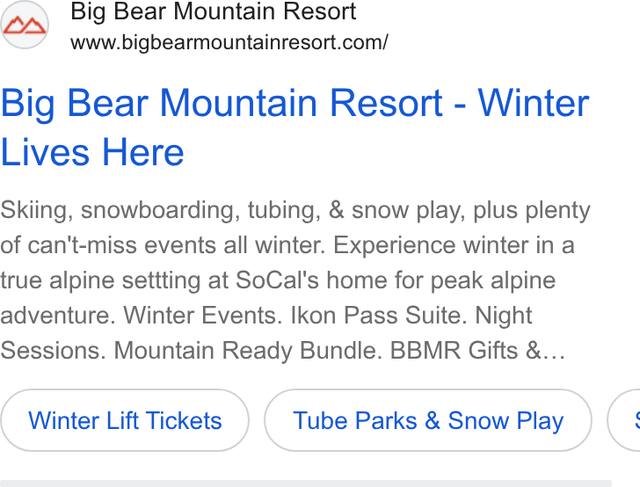 Big Bear Mountain Resort
www.bigbearmountainresort.com/
Big Bear Mountain Resort - Winter
Lives Here
Skiing, snowboarding, tubing, & snow play, plus plenty
of can't-miss events all winter. Experience winter in a
true alpine settting at SoCal's home for peak alpine
adventure. Winter Events. Ikon Pass Suite. Night
Sessions. Mountain Ready Bundle. BBMR Gifts &…
Winter Lift Tickets
Tube Parks & Snow Play